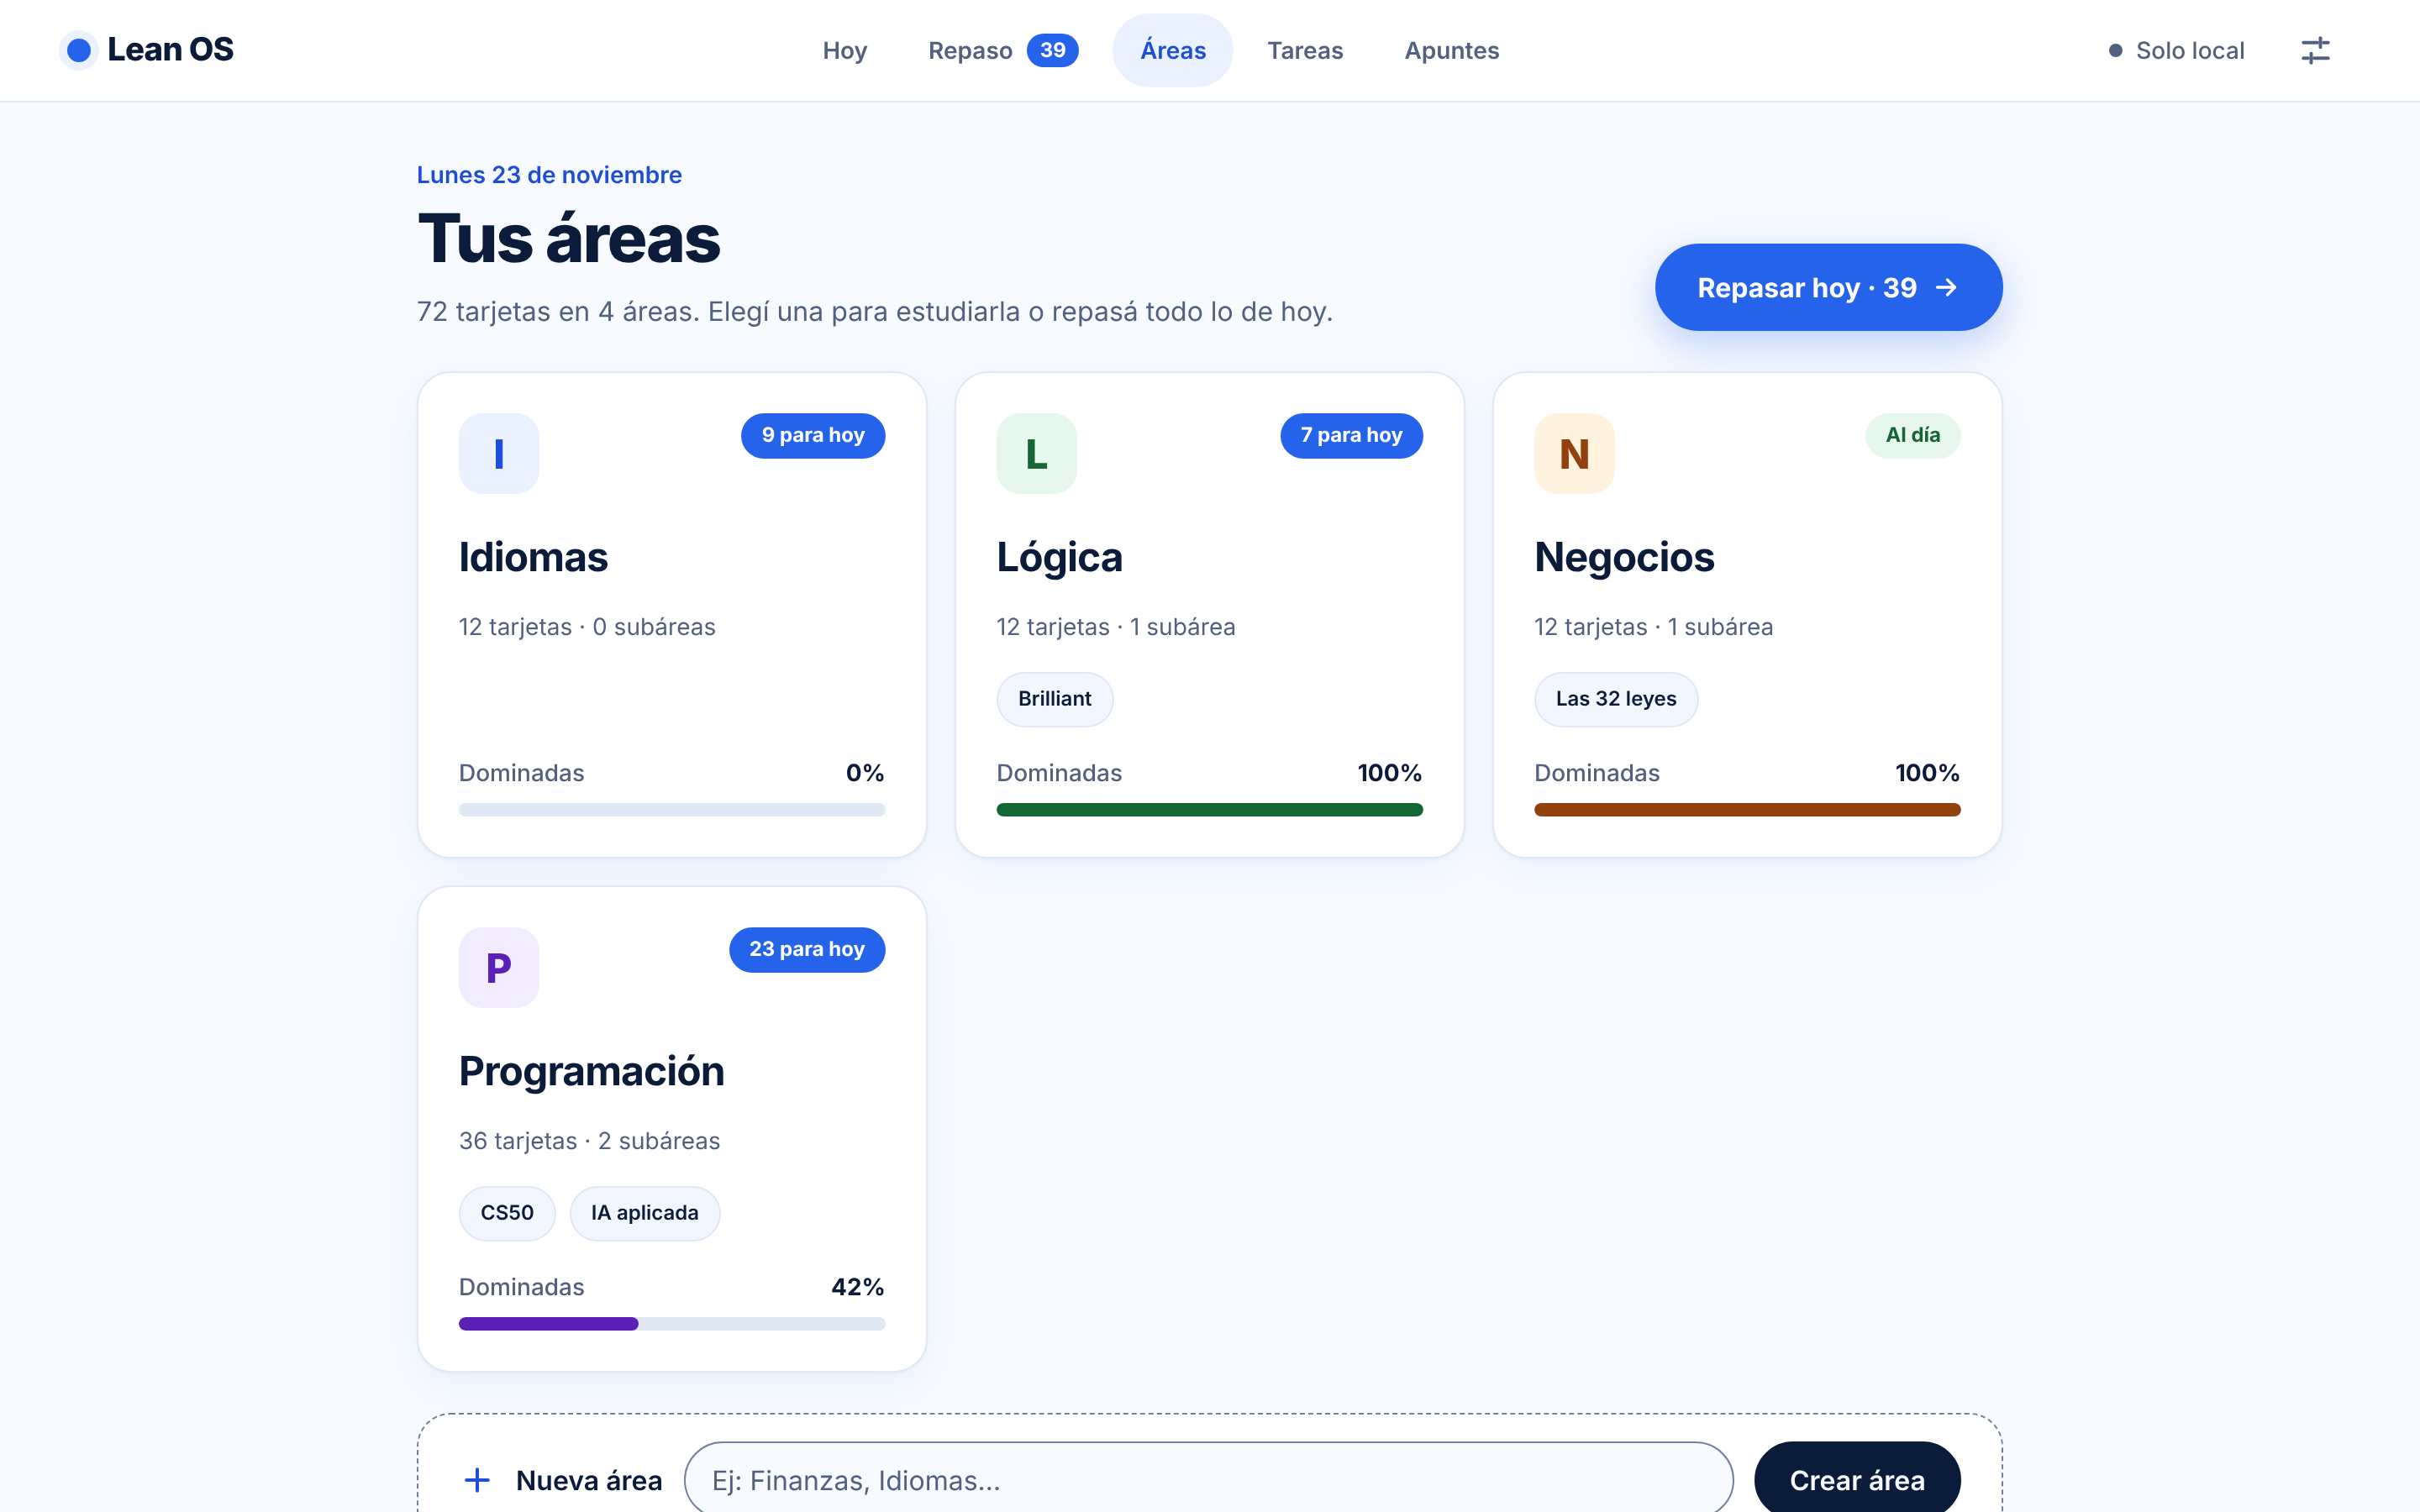 Lean OS
Hoy
Repaso 39
Áreas
Tareas
Apuntes
Solo local
Lunes 23 de noviembre
Tus áreas
72 tarjetas en 4 áreas. Elegí una para estudiarla o repasá todo lo de hoy.
Repasar hoy · 39 →
I
9 para hoy
Idiomas
12 tarjetas · 0 subáreas
Dominadas 0%
L
7 para hoy
Lógica
12 tarjetas · 1 subárea
Brilliant
Dominadas 100%
N
Al día
Negocios
12 tarjetas · 1 subárea
Las 32 leyes
Dominadas 100%
P
23 para hoy
Programación
36 tarjetas · 2 subáreas
CS50 IA aplicada
Dominadas 42%
+ Nueva área
Ej: Finanzas, Idiomas...
Crear área